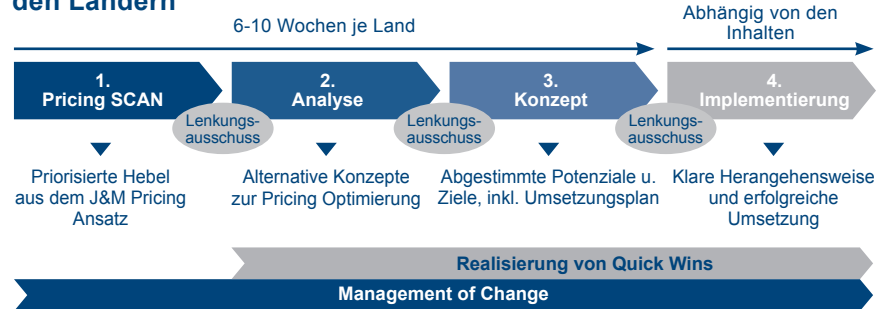 den Ländern
6-10 Wochen je Land
Abhängig von den
Inhalten
1.
Pricing SCAN
2.
Analyse
3.
Konzept
4.
Implementierung
Lenkungs-
ausschuss
Lenkungs-
ausschuss
Lenkungs-
ausschuss
Priorisierte Hebel
aus dem J&M Pricing
Ansatz
Alternative Konzepte
zur Pricing Optimierung
Abgestimmte Potenziale u.
Ziele, inkl. Umsetzungsplan
Klare Herangehensweise
und erfolgreiche
Umsetzung
Realisierung von Quick Wins
Management of Change